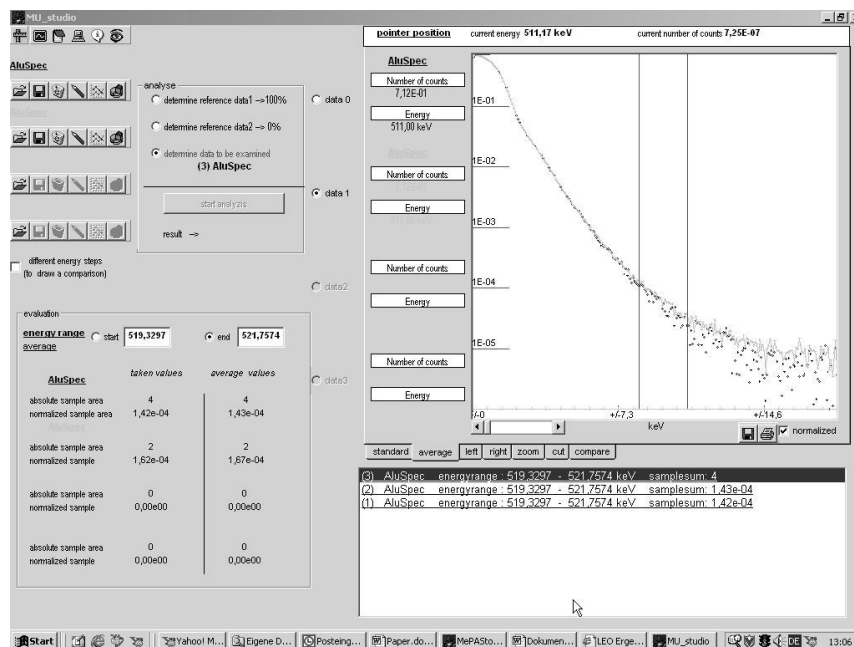 MU_studio
AluSpec
analyse
determine reference data1 -->100%
determine reference data2 --> 0%
determine data to be examined
(3) AluSpec
start analyzis
result -->
data 0
data 1
data2
data3
different energy steps
(to draw a comparison)
evaluation
energy range
average
start 519,3297
end 521,7574
taken values average values
AluSpec
absolute sample area 4 4
normalized sample area 1,42e-04 1,43e-04
AluSpec
absolute sample area 2 2
normalized sample 1,62e-04 1,67e-04
absolute sample area 0 0
normalized sample 0,00e00 0,00e00
absolute sample area 0 0
normalized sample 0,00e00 0,00e00
pointer position current energy 511,17 keV current number of counts 7,25E-07
AluSpec
Number of counts
7,12E-01
Energy
511,00 keV
AluSpec
Number of counts
7,12E-01
Energy
511,00 keV
Number of counts
Energy
Number of counts
Energy
1E-01
1E-02
1E-03
1E-04
1E-05
+/-0 +/-7,3 +/-14,6
keV
normalized
standard average left right zoom cut compare
(3) AluSpec energyrange : 519,3297 - 521,7574 keV samplesum: 4
(2) AluSpec energyrange : 519,3297 - 521,7574 keV samplesum: 1,43e-04
(1) AluSpec energyrange : 519,3297 - 521,7574 keV samplesum: 1,42e-04
Start Yahoo! M... Eigene D... Posteing... Paper.do... MePASto... Dokumen... LEO Erge... MU_studio DE 13:06